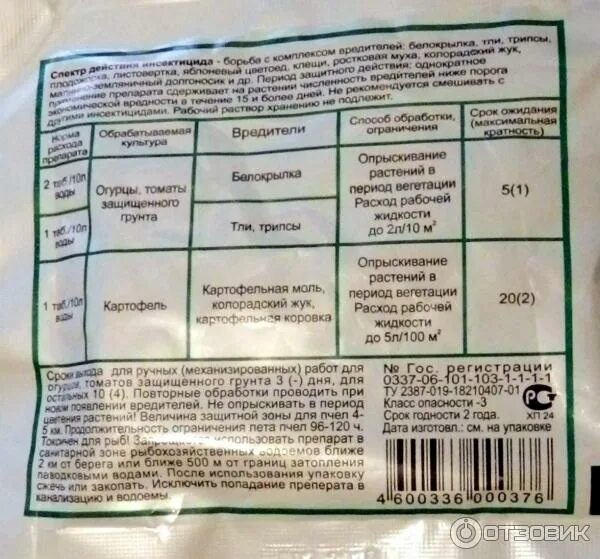 Спектр действия инсектицида - борьба с комплексом вредителей: белокрылка, тли, трипсы,
плодожорка, листовертка, яблоневый цветоед, клещи, ростковая муха, колорадский жук,
малинно-земляничный долгоносик и др. Период защитного действия: однократное
применение препарата сдерживает на растении численность вредителей ниже порога
экономической вредности в течение 15 и более дней. Не рекомендуется смешивать с
другими инсектицидами. Рабочий раствор хранению не подлежит.
Норма
расхода
препарата
Обрабатываемая
культура
Вредители
Способ обработки,
ограничения
Срок ожидания
(максимальная
кратность)
2 таб./10л
воды
Огурцы, томаты
защищенного
грунта
Белокрылка
Опрыскивание
растений в
период вегетации
Расход рабочей
жидкости
до 2л/10 м²
5(1)
1 таб./10л
воды
Тли, трипсы
1 таб./10л
воды
Картофель
Картофельная моль,
колорадский жук,
картофельная коровка
Опрыскивание
растений в
период вегетации
Расход рабочей
жидкости
до 5л/100 м²
20(2)
Сроки выхода для ручных (механизированных) работ для
огурцов, томатов защищенного грунта 3 (-) дня, для
остальных 10 (4). Повторные обработки проводить при
новом появлении вредителей. Не опрыскивать в период
цветения растений! Величина защитной зоны для пчел 4-
5 км. Продолжительность ограничения лета пчел 96-120 ч.
Токсичен для рыб! Запрещается использовать препарат в
санитарной зоне рыбохозяйственных водоемов ближе
2 км от берега или ближе 500 м от границ затопления
паводковыми водами. После использования упаковку
сжечь или закопать. Исключить попадание препарата в
канализацию и водоемы.
№ Гос. регистрации
0337-06-101-103-1-1-1-1
ТУ 2387-019-18210407-01
Класс опасности -3
Срок годности 2 года.
Дата изготовл.: см. на упаковке
РСТ
ХП 24
4 600336 000376
ОТЗОВИК